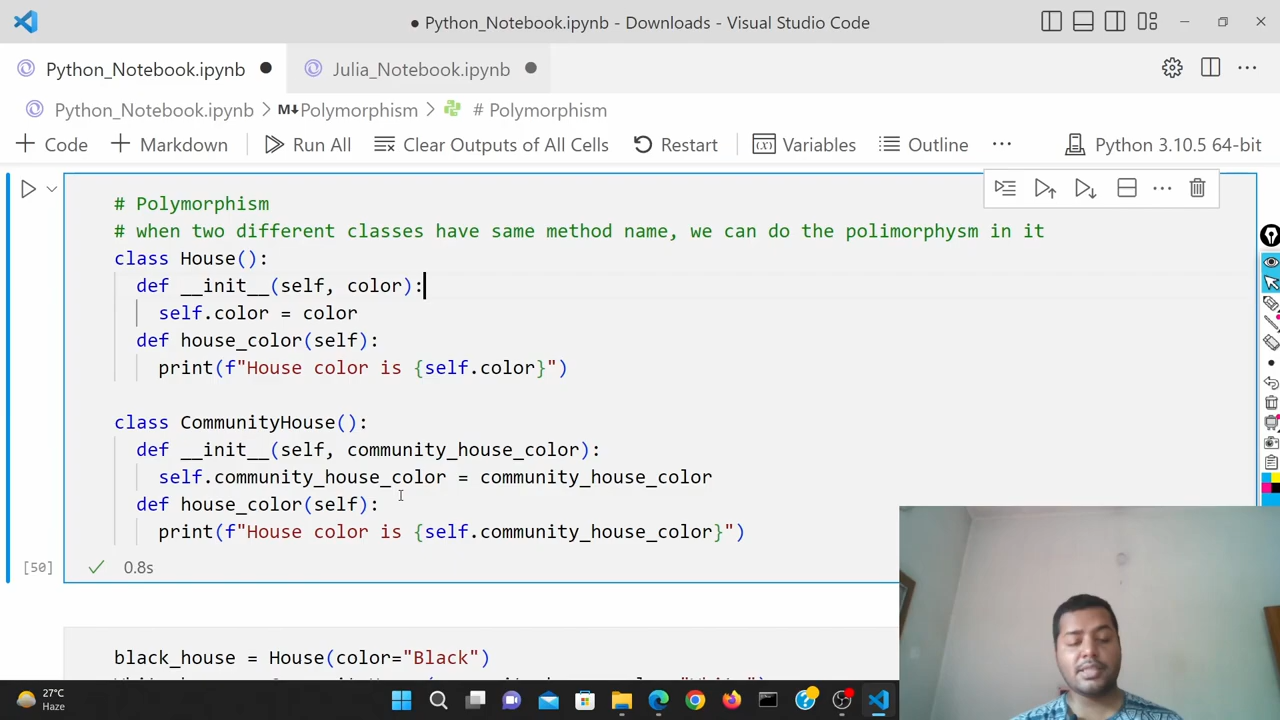 ● Python_Notebook.ipynb - Downloads - Visual Studio Code
Python_Notebook.ipynb ●
Julia_Notebook.ipynb ●
Python_Notebook.ipynb > M↓Polymorphism > # Polymorphism
+ Code + Markdown Run All Clear Outputs of All Cells Restart Variables Outline ... Python 3.10.5 64-bit
# Polymorphism
# when two different classes have same method name, we can do the polimorphysm in it
class House():
def __init__(self, color):
self.color = color
def house_color(self):
print(f"House color is {self.color}")
class CommunityHouse():
def __init__(self, community_house_color):
self.community_house_color = community_house_color
def house_color(self):
print(f"House color is {self.community_house_color}")
[50] 0.8s
black_house = House(color="Black")
27°C
Haze